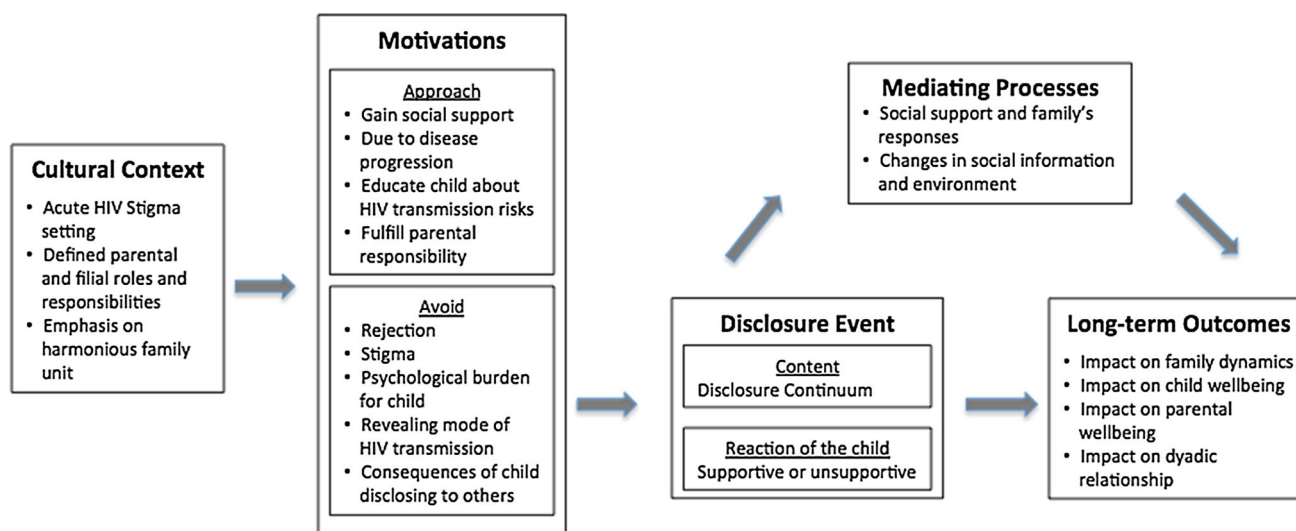 Cultural Context
• Acute HIV Stigma
setting
• Defined parental
and filial roles and
responsibilities
• Emphasis on
harmonious family
unit
Motivations
Approach
• Gain social support
• Due to disease
progression
• Educate child about
HIV transmission risks
• Fulfill parental
responsibility
Avoid
• Rejection
• Stigma
• Psychological burden
for child
• Revealing mode of
HIV transmission
• Consequences of child
disclosing to others
Disclosure Event
Content
Disclosure Continuum
Reaction of the child
Supportive or unsupportive
Mediating Processes
• Social support and family's
responses
• Changes in social information
and environment
Long-term Outcomes
• Impact on family dynamics
• Impact on child wellbeing
• Impact on parental
wellbeing
• Impact on dyadic
relationship